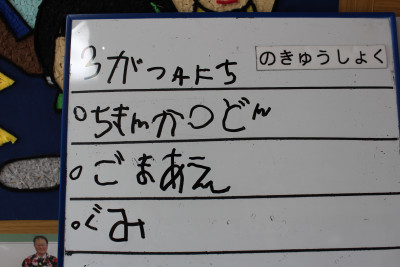 3がつ4にち のきゅうしょく
○ちきんかつどん
○ごまあえ
○ぐみ